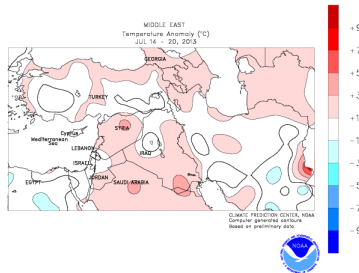 MIDDLE EAST
Temperature Anomaly (°C)
JUL 14 - 20, 2013
GEORGIA
TURKEY
Cyprus
SYRIA
Mediterranean
Sea
LEBANON
IRAQ
ISRAEL
JORDAN
EGYPT
SAUDI ARABIA
CLIMATE PREDICTION CENTER, NOAA
Computer generated contours
Based on preliminary data
NOAA